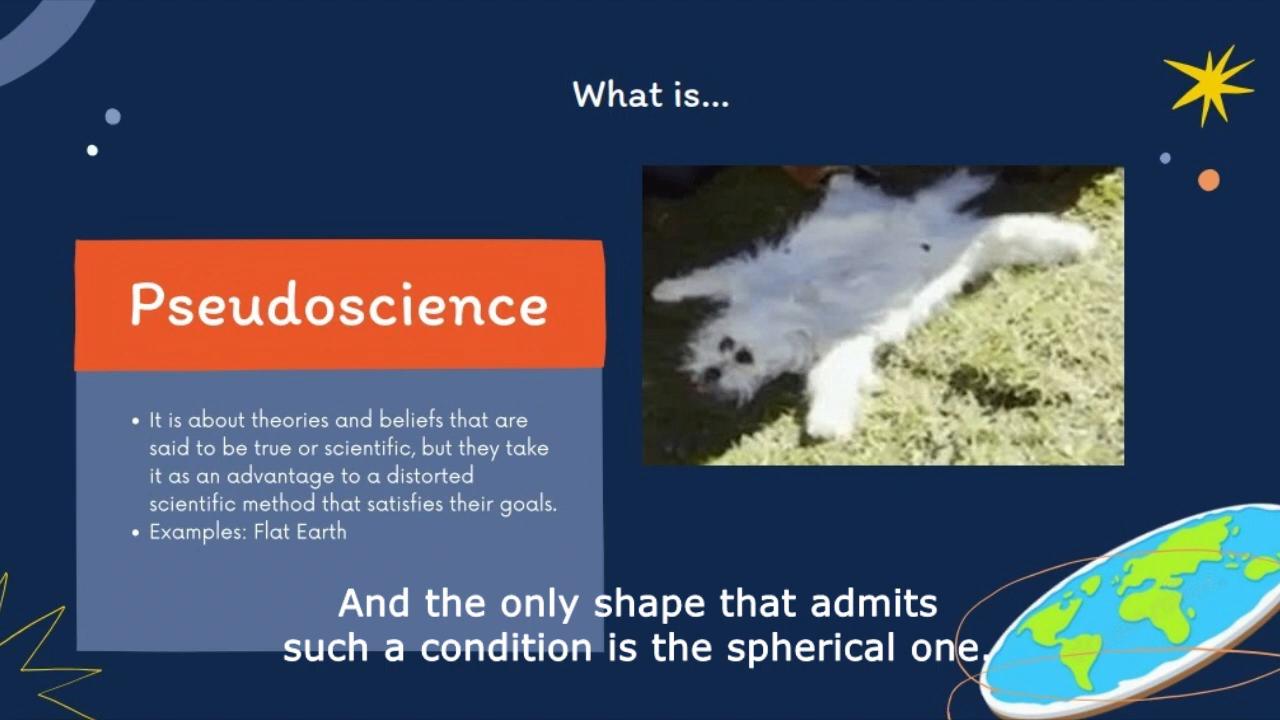 What is...
Pseudoscience
• It is about theories and beliefs that are
said to be true or scientific, but they take
it as an advantage to a distorted
scientific method that satisfies their goals.
• Examples: Flat Earth
And the only shape that admits
such a condition is the spherical one.